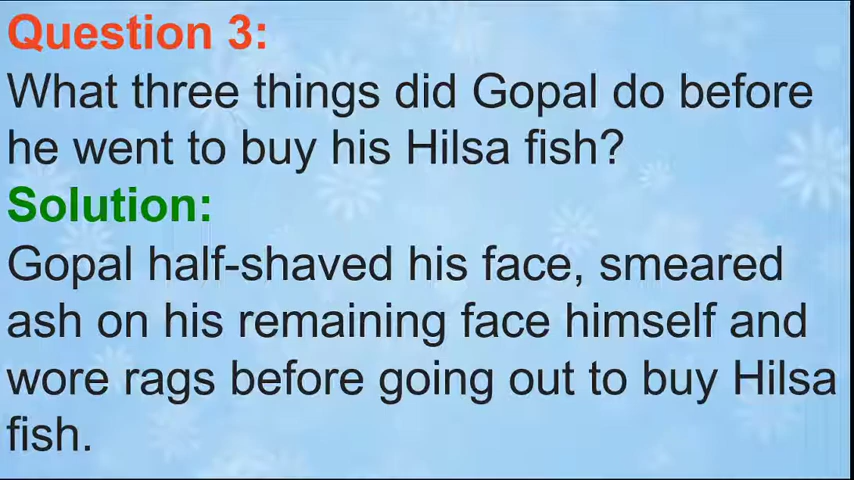 Question 3:
What three things did Gopal do before
he went to buy his Hilsa fish?
Solution:
Gopal half-shaved his face, smeared
ash on his remaining face himself and
wore rags before going out to buy Hilsa
fish.